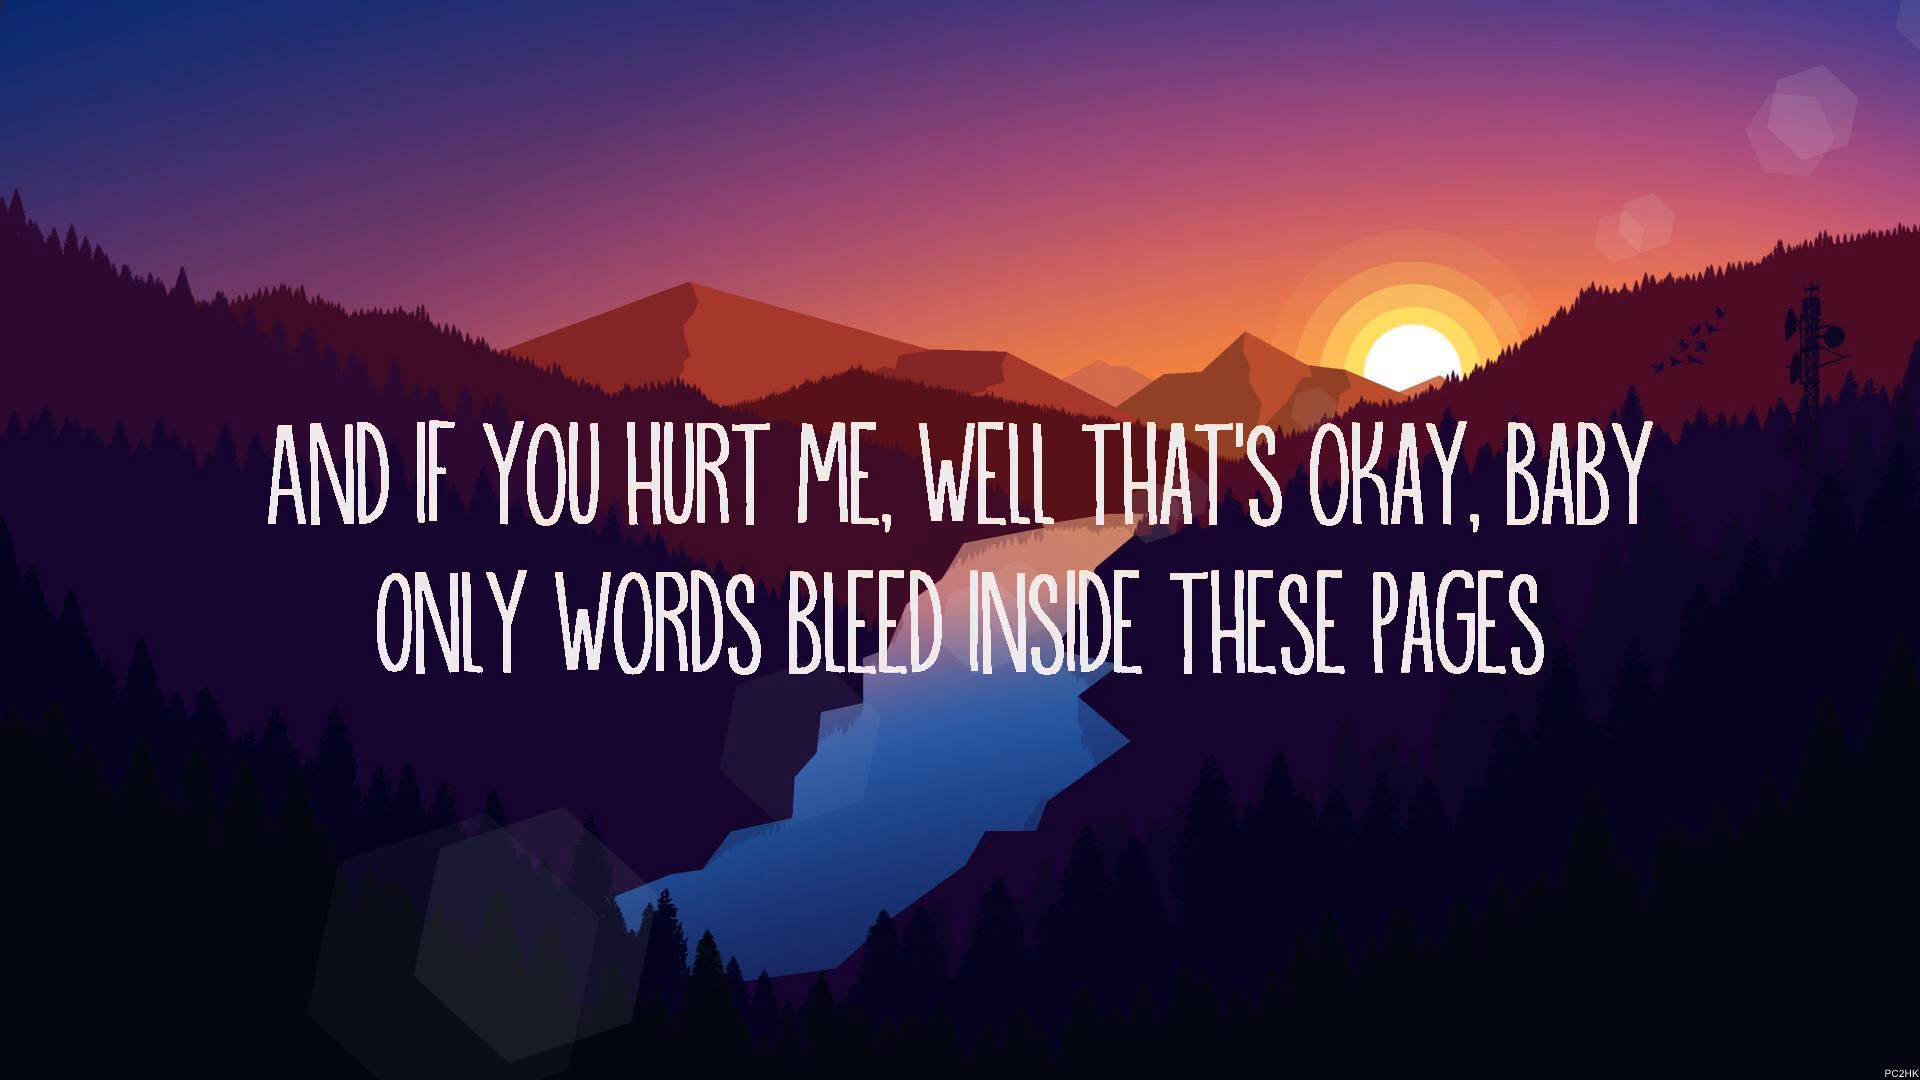 AND IF YOU HURT ME, WELL THAT'S OKAY, BABY
ONLY WORDS BLEED INSIDE THESE PAGES
PC2HK